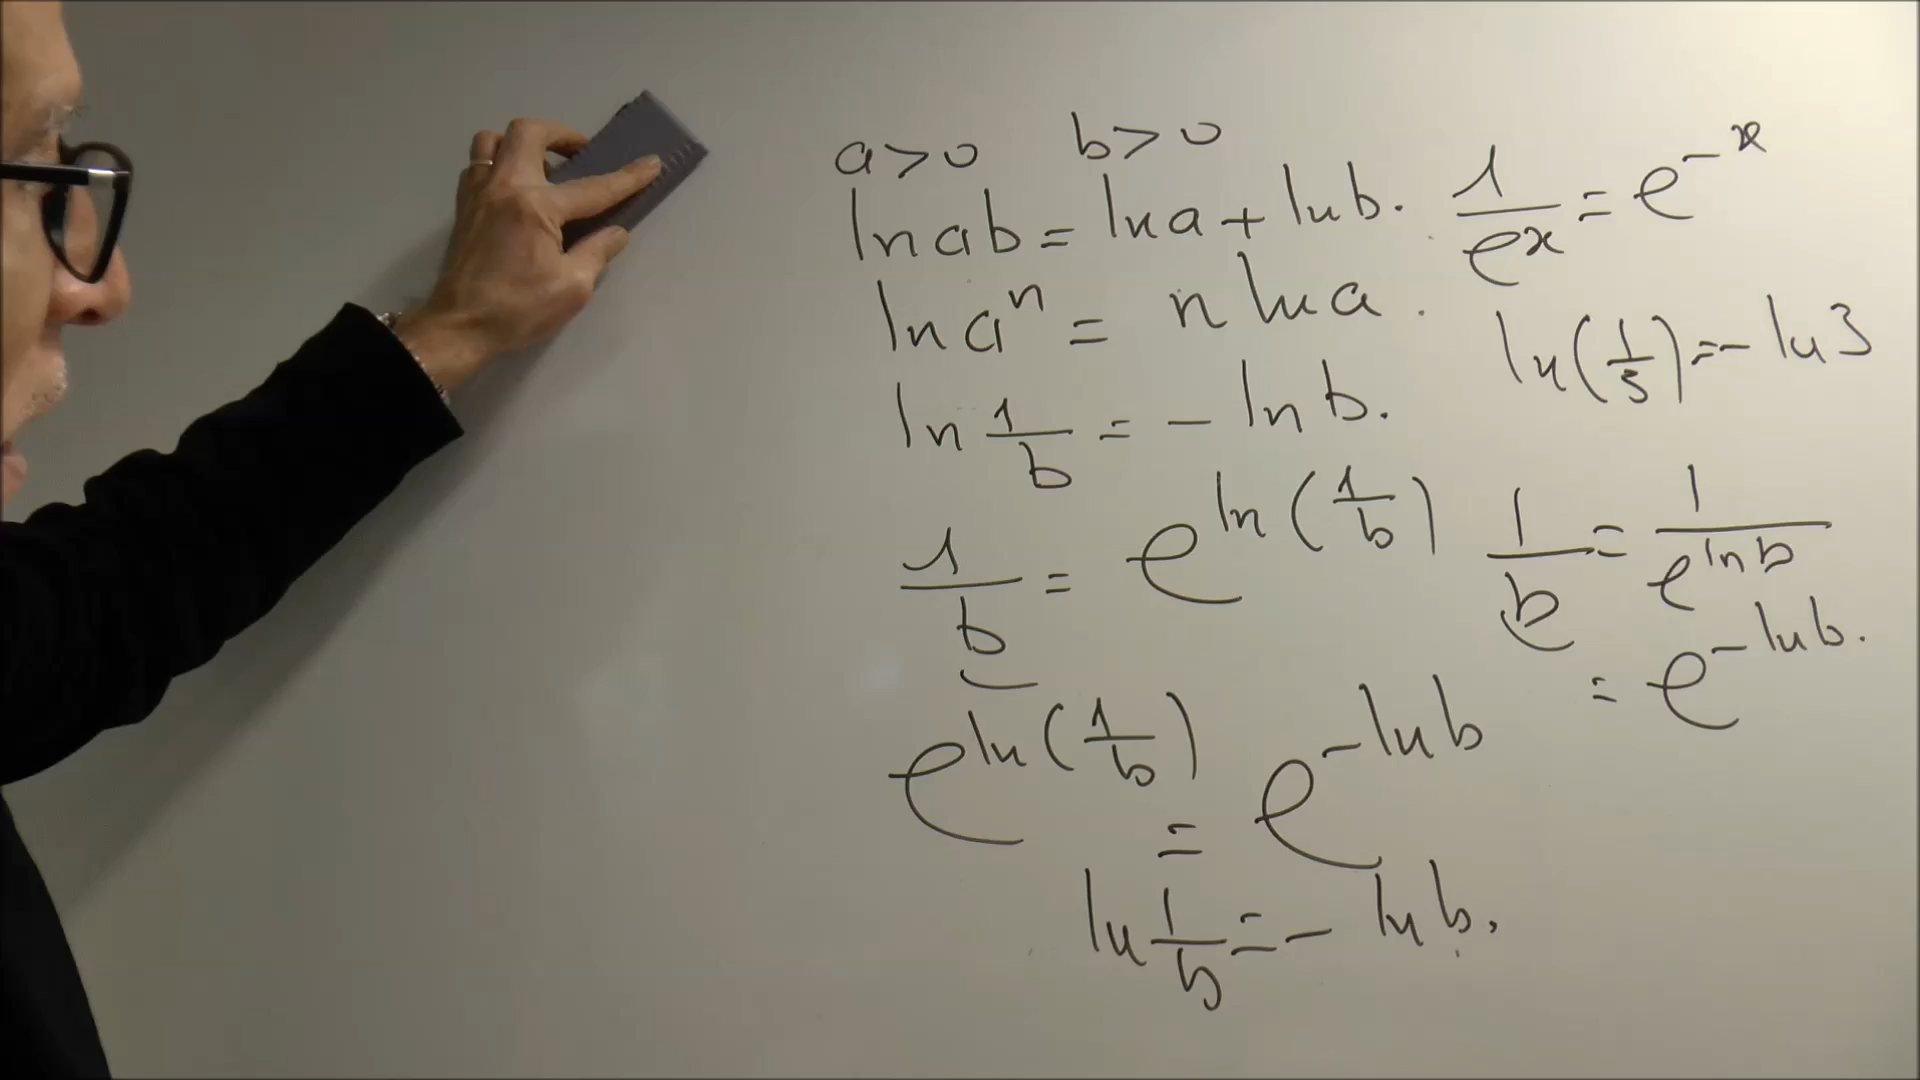 a>0 b>0
ln ab = ln a + ln b.
ln aⁿ = n ln a.
ln 1/b = - ln b.
1/b = e^ln(1/b)
e^ln(1/b) = e^-ln b
ln 1/b = - ln b.
1/e^x = e^-x
ln(1/3) = - ln 3
1/b = 1/e^ln b
= e^-ln b.